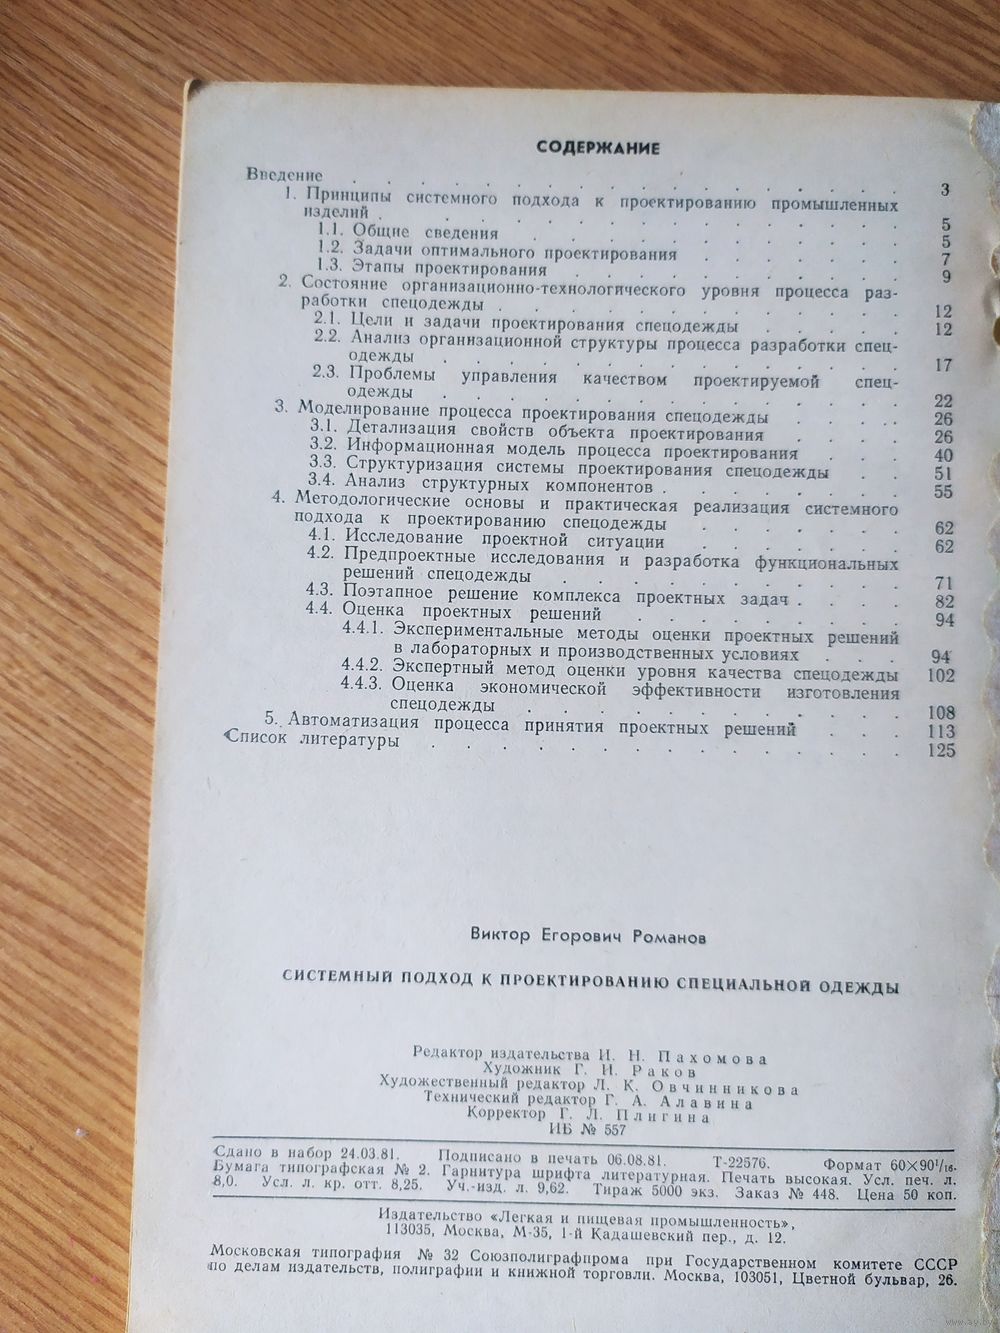 СОДЕРЖАНИЕ
Введение . . . . . . . . . . . . . . . . . 3
1. Принципы системного подхода к проектированию промышленных
изделий . . . . . . . . . . . . . . . . 5
1.1. Общие сведения . . . . . . . . . . . . 5
1.2. Задачи оптимального проектирования . . . . . . . 7
1.3. Этапы проектирования . . . . . . . . . . . 9
2. Состояние организационно-технологического уровня процесса раз-
работки спецодежды . . . . . . . . . . . . . 12
2.1. Цели и задачи проектирования спецодежды . . . . . 12
2.2. Анализ организационной структуры процесса разработки спец-
одежды . . . . . . . . . . . . . . 17
2.3. Проблемы управления качеством проектируемой спец-
одежды . . . . . . . . . . . . . . 22
3. Моделирование процесса проектирования спецодежды . . . . 26
3.1. Детализация свойств объекта проектирования . . . . 26
3.2. Информационная модель процесса проектирования . . . 40
3.3. Структуризация системы проектирования спецодежды . . 51
3.4. Анализ структурных компонентов . . . . . . . . 55
4. Методологические основы и практическая реализация системного
подхода к проектированию спецодежды . . . . . . . 62
4.1. Исследование проектной ситуации . . . . . . . 62
4.2. Предпроектные исследования и разработка функциональных
решений спецодежды . . . . . . . . . . . 71
4.3. Поэтапное решение комплекса проектных задач . . . . 82
4.4. Оценка проектных решений . . . . . . . . . 94
4.4.1. Экспериментальные методы оценки проектных решений
в лабораторных и производственных условиях . . . 94
4.4.2. Экспертный метод оценки уровня качества спецодежды 102
4.4.3. Оценка экономической эффективности изготовления
спецодежды . . . . . . . . . . . . 108
5. Автоматизация процесса принятия проектных решений . . . 113
Список литературы . . . . . . . . . . . . . . . 125
Виктор Егорович Романов
СИСТЕМНЫЙ ПОДХОД К ПРОЕКТИРОВАНИЮ СПЕЦИАЛЬНОЙ ОДЕЖДЫ
Редактор издательства И. Н. Пахомова
Художник Г. И. Раков
Художественный редактор Л. К. Овчинникова
Технический редактор Г. А. Алавина
Корректор Г. Л. Плигина
ИБ № 557
Сдано в набор 24.03.81. Подписано в печать 06.08.81. Т-22576. Формат 60×90¹/₁₆.
Бумага типографская № 2. Гарнитура шрифта литературная. Печать высокая. Усл. печ. л.
8,0. Усл. л. кр. отт. 8,25. Уч.-изд. л. 9,62. Тираж 5000 экз. Заказ № 448. Цена 50 коп.
Издательство «Легкая и пищевая промышленность»,
113035, Москва, М-35, 1-й Кадашевский пер., д. 12.
Московская типография № 32 Союзполиграфпрома при Государственном комитете СССР
по делам издательств, полиграфии и книжной торговли. Москва, 103051, Цветной бульвар, 26.
www.ay.by